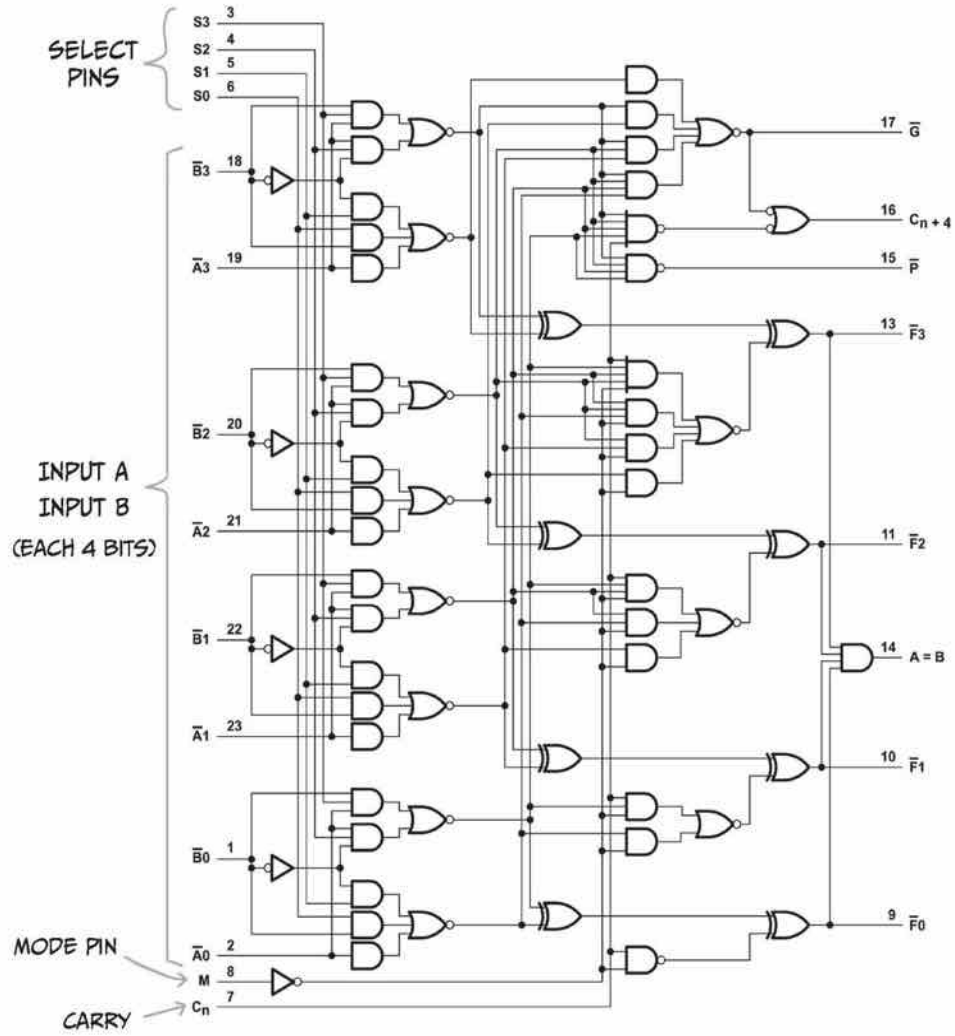 SELECT
PINS
S3 3
S2 4
S1 5
S0 6
B̅3 18
A̅3 19
B̅2 20
A̅2 21
INPUT A
INPUT B
(EACH 4 BITS)
B̅1 22
A̅1 23
B̅0 1
A̅0 2
MODE PIN
M 8
Cn 7
CARRY
17 G̅
16 Cn + 4
15 P̅
13 F̅3
11 F̅2
14 A = B
10 F̅1
9 F̅0